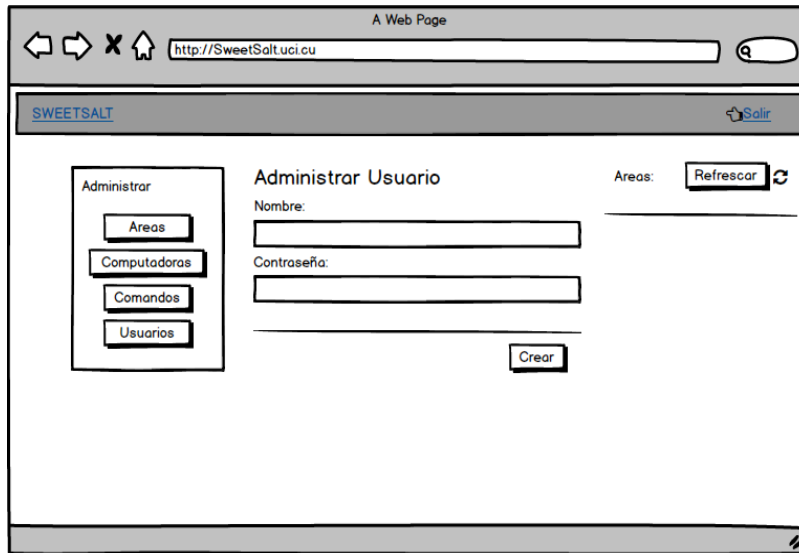 A Web Page
http://SweetSalt.uci.cu
SWEETSALT
Salir
Administrar
Areas
Computadoras
Comandos
Usuarios
Administrar Usuario
Nombre:
Contraseña:
Crear
Areas:
Refrescar